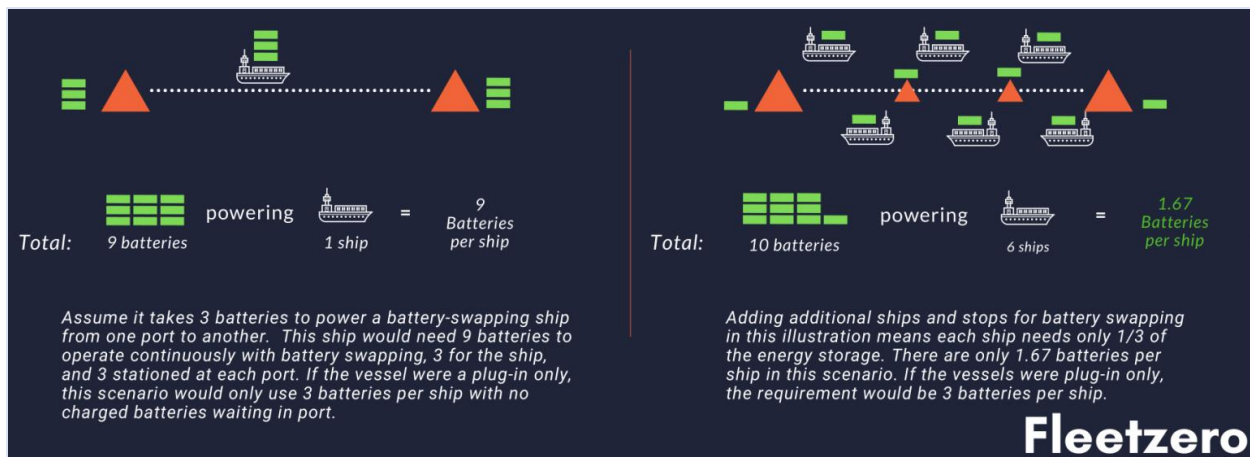 Total:
9 batteries
powering
1 ship
=
9
Batteries
per ship
Assume it takes 3 batteries to power a battery-swapping ship
from one port to another.  This ship would need 9 batteries to
operate continuously with battery swapping, 3 for the ship,
and 3 stationed at each port. If the vessel were a plug-in only,
this scenario would only use 3 batteries per ship with no
charged batteries waiting in port.
Total:
10 batteries
powering
6 ships
=
1.67
Batteries
per ship
Adding additional ships and stops for battery swapping
in this illustration means each ship needs only 1/3 of
the energy storage. There are only 1.67 batteries per
ship in this scenario. If the vessels were plug-in only,
the requirement would be 3 batteries per ship.
Fleetzero